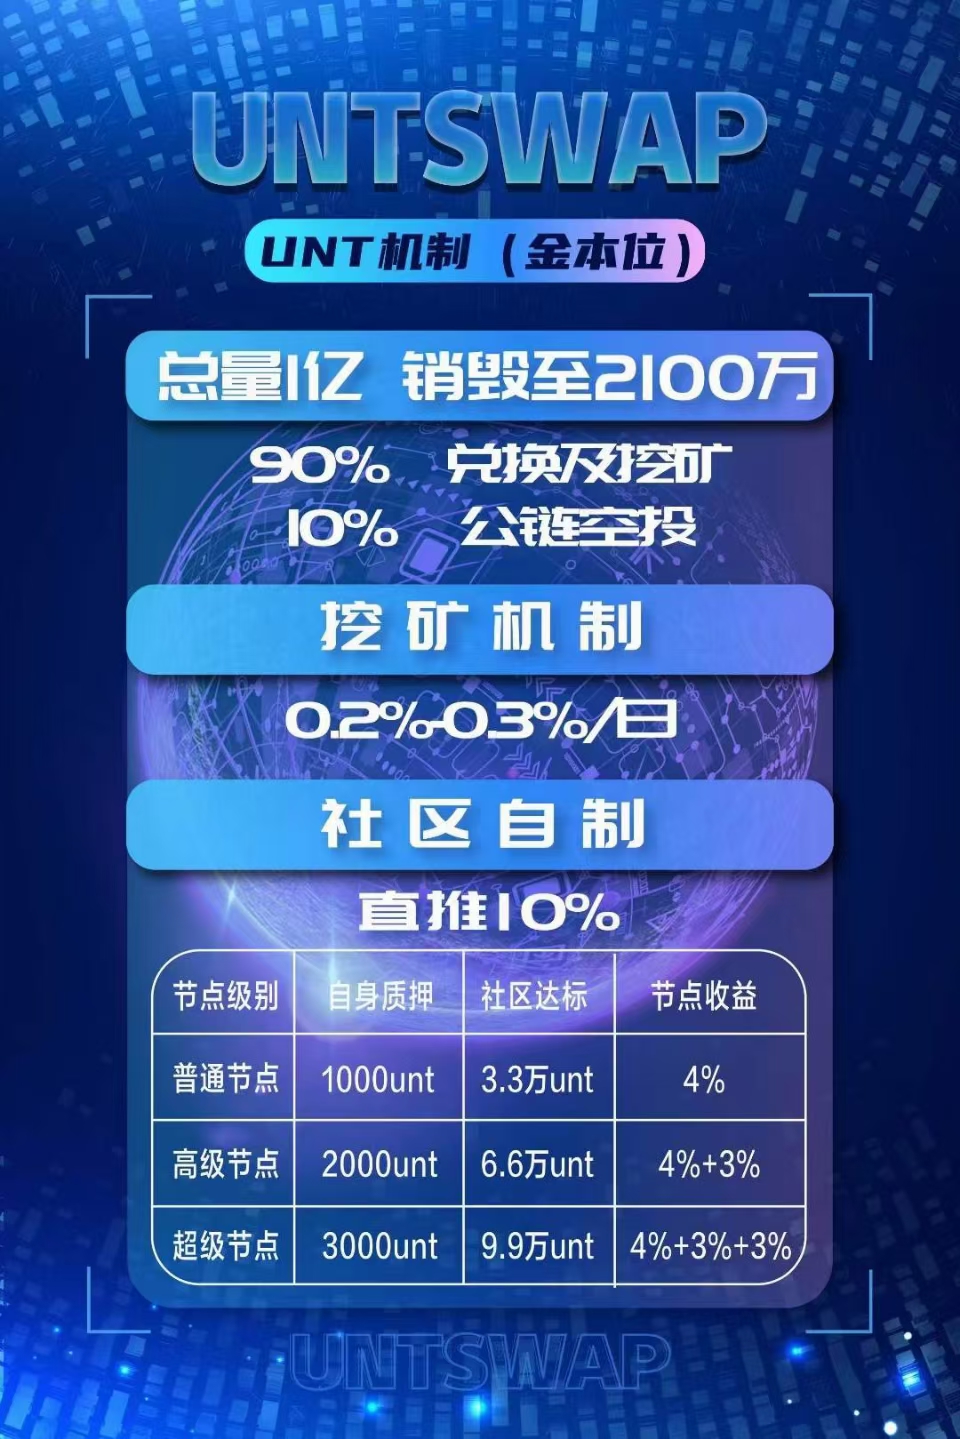 UNTSWAP
UNT机制（金本位）
总量1亿 销毁至2100万
90% 兑换及挖矿
10% 公链空投
挖矿机制
0.2%-0.3%/日
社区自制
直推10%
节点级别 自身质押 社区达标 节点收益
普通节点 1000unt 3.3万unt 4%
高级节点 2000unt 6.6万unt 4%+3%
超级节点 3000unt 9.9万unt 4%+3%+3%
UNTSWAP